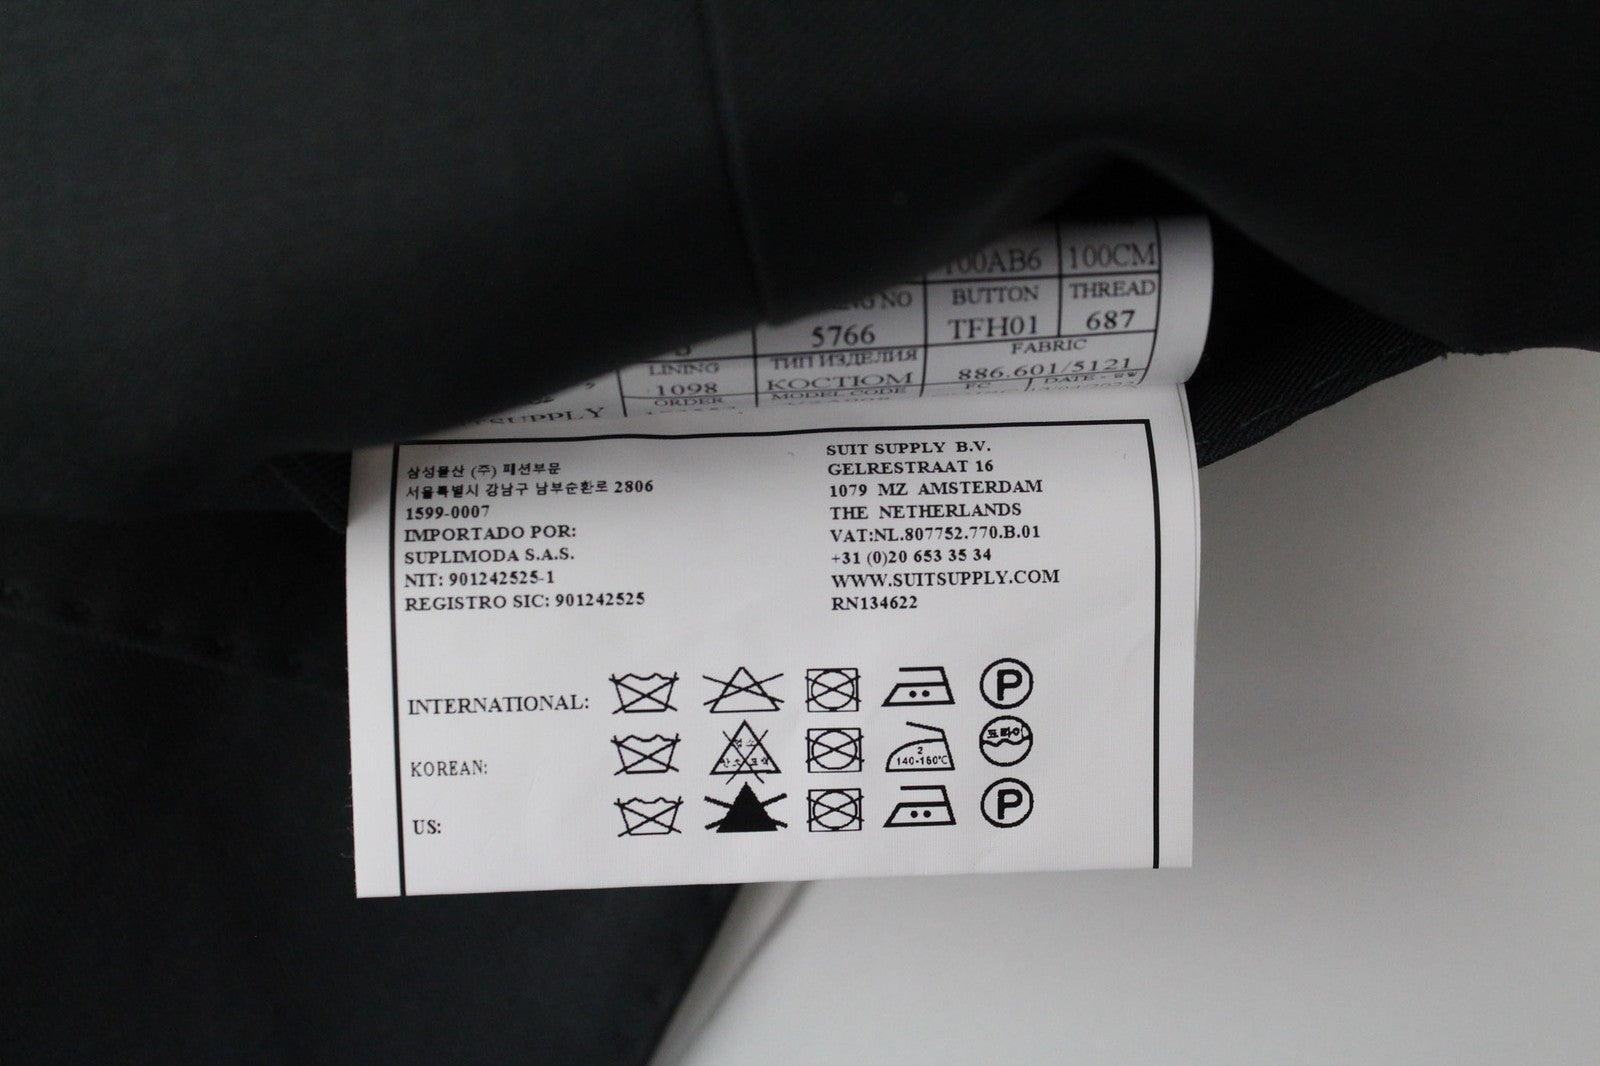 100CM
BUTTON THREAD
5766 TFH01 687
LINING ТИП ИЗДЕЛИЯ FABRIC
1098 КОСТЮМ 886.601/5121
ORDER MODEL CODE
삼성물산 (주) 패션부문
서울특별시 강남구 남부순환로 2806
1599-0007
IMPORTADO POR:
SUPLIMODA S.A.S.
NIT: 901242525-1
REGISTRO SIC: 901242525
SUIT SUPPLY B.V.
GELRESTRAAT 16
1079 MZ AMSTERDAM
THE NETHERLANDS
VAT:NL.807752.770.B.01
+31 (0)20 653 35 34
WWW.SUITSUPPLY.COM
RN134622
INTERNATIONAL: P
KOREAN: 2 드라이
140-160°C
US: P